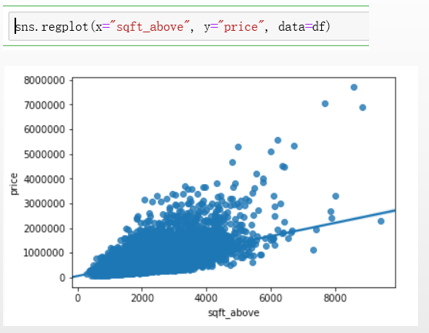 sns.regplot(x="sqft_above", y="price", data=df)
8000000
7000000
6000000
5000000
4000000
3000000
2000000
1000000
0
price
0 2000 4000 6000 8000
sqft_above